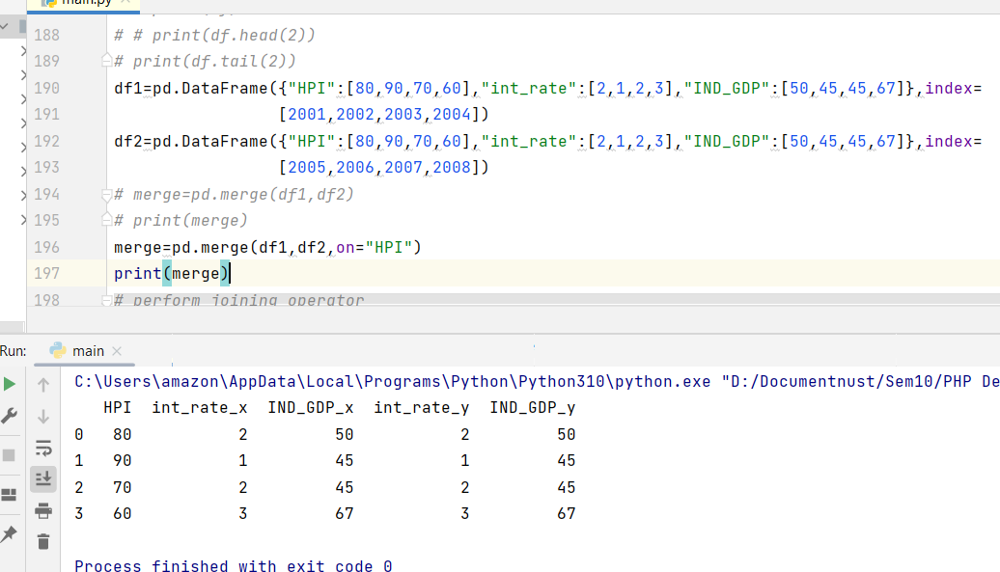 main.py
188 # # print(df.head(2))
189 # print(df.tail(2))
190 df1=pd.DataFrame({"HPI":[80,90,70,60],"int_rate":[2,1,2,3],"IND_GDP":[50,45,45,67]},index=
191 [2001,2002,2003,2004])
192 df2=pd.DataFrame({"HPI":[80,90,70,60],"int_rate":[2,1,2,3],"IND_GDP":[50,45,45,67]},index=
193 [2005,2006,2007,2008])
194 # merge=pd.merge(df1,df2)
195 # print(merge)
196 merge=pd.merge(df1,df2,on="HPI")
197 print(merge)
198 # perform joining operator
Run: main
C:\Users\amazon\AppData\Local\Programs\Python\Python310\python.exe "D:/Documentnust/Sem10/PHP De
HPI int_rate_x IND_GDP_x int_rate_y IND_GDP_y
0 80 2 50 2 50
1 90 1 45 1 45
2 70 2 45 2 45
3 60 3 67 3 67
Process finished with exit code 0